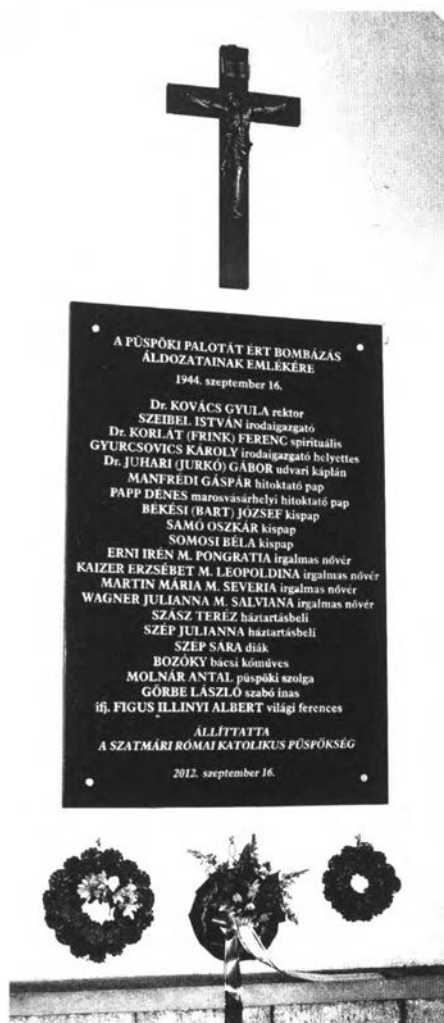 A PÜSPÖKI PALOTÁT ÉRT BOMBÁZÁS
ÁLDOZATAINAK EMLÉKÉRE
1944. szeptember 16.
Dr. KOVÁCS GYULA rektor
SZEIBEL ISTVÁN irodaigazgató
Dr. KORLÁT (FRINK) FERENC spirituális
GYURCSOVICS KÁROLY irodaigazgató helyettes
Dr. JUHARI (JURKÓ) GÁBOR udvari káplán
MANFRÉDI GÁSPÁR hitoktató pap
PAPP DÉNES marosvásárhelyi hitoktató pap
BÉKÉSI (BART) JÓZSEF kispap
SAMÓ OSZKÁR kispap
SOMOSI BÉLA kispap
ERNI IRÉN M. PONGRATIA irgalmas nővér
KAIZER ERZSÉBET M. LEOPOLDINA irgalmas nővér
MARTIN MÁRIA M. SEVERIA irgalmas nővér
WAGNER JULIANNA M. SALVIANA irgalmas nővér
SZÁSZ TERÉZ háztartásbeli
SZÉP JULIANNA háztartásbeli
SZÉP SÁRA diák
BOZÓKY bácsi kőműves
MOLNÁR ANTAL püspöki szolga
GÖRBE LÁSZLÓ szabó inas
ifj. FIGUS ILLINYI ALBERT világi ferences
ÁLLÍTTATTA
A SZATMÁRI RÓMAI KATOLIKUS PÜSPÖKSÉG
2012. szeptember 16.